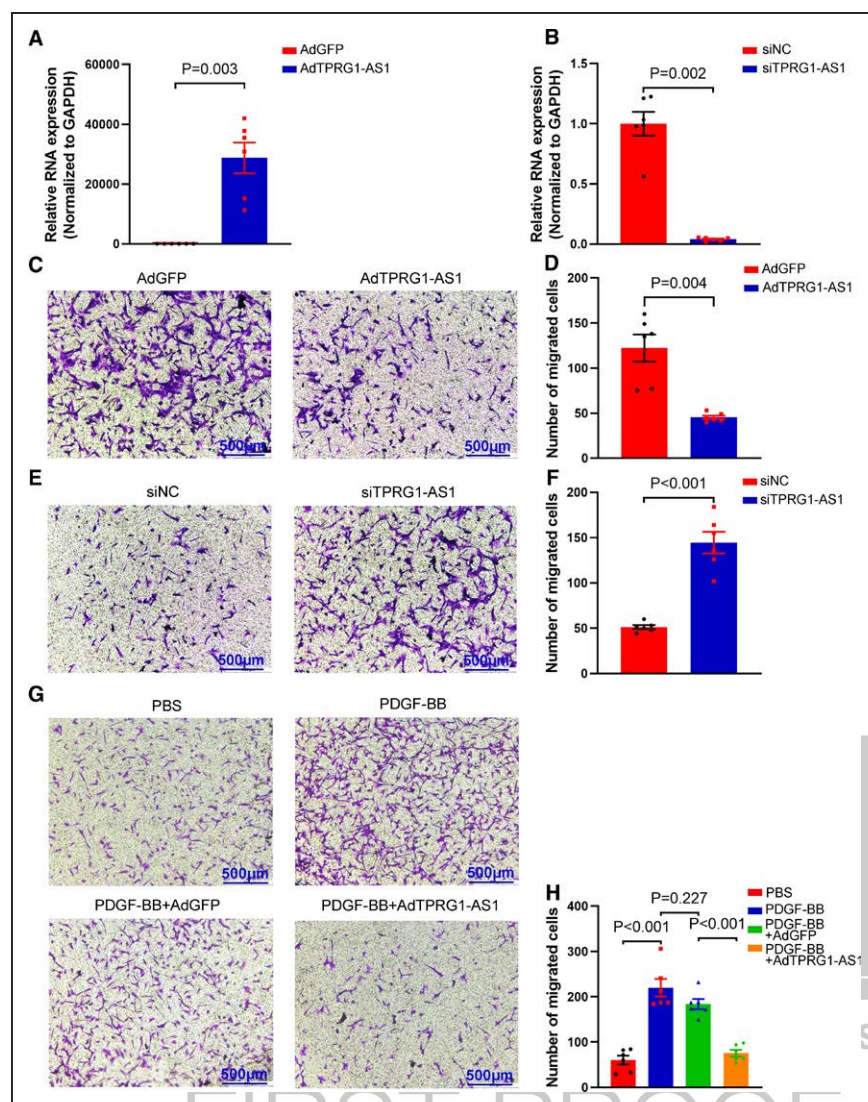 A
Relative RNA expression
(Normalized to GAPDH)
60000
40000
20000
0
P=0.003
AdGFP
AdTPRG1-AS1
B
Relative RNA expression
(Normalized to GAPDH)
1.5
1.0
0.5
0.0
P=0.002
siNC
siTPRG1-AS1
C
AdGFP
500μm
AdTPRG1-AS1
500μm
D
Number of migrated cells
200
150
100
50
0
P=0.004
AdGFP
AdTPRG1-AS1
E
siNC
500μm
siTPRG1-AS1
500μm
F
Number of migrated cells
200
150
100
50
0
P<0.001
siNC
siTPRG1-AS1
G
PBS
500μm
PDGF-BB
500μm
PDGF-BB+AdGFP
500μm
PDGF-BB+AdTPRG1-AS1
500μm
H
Number of migrated cells
400
300
200
100
0
P<0.001
P=0.227
P<0.001
PBS
PDGF-BB
PDGF-BB
+AdGFP
PDGF-BB
+AdTPRG1-AS1
FIRST PROOF